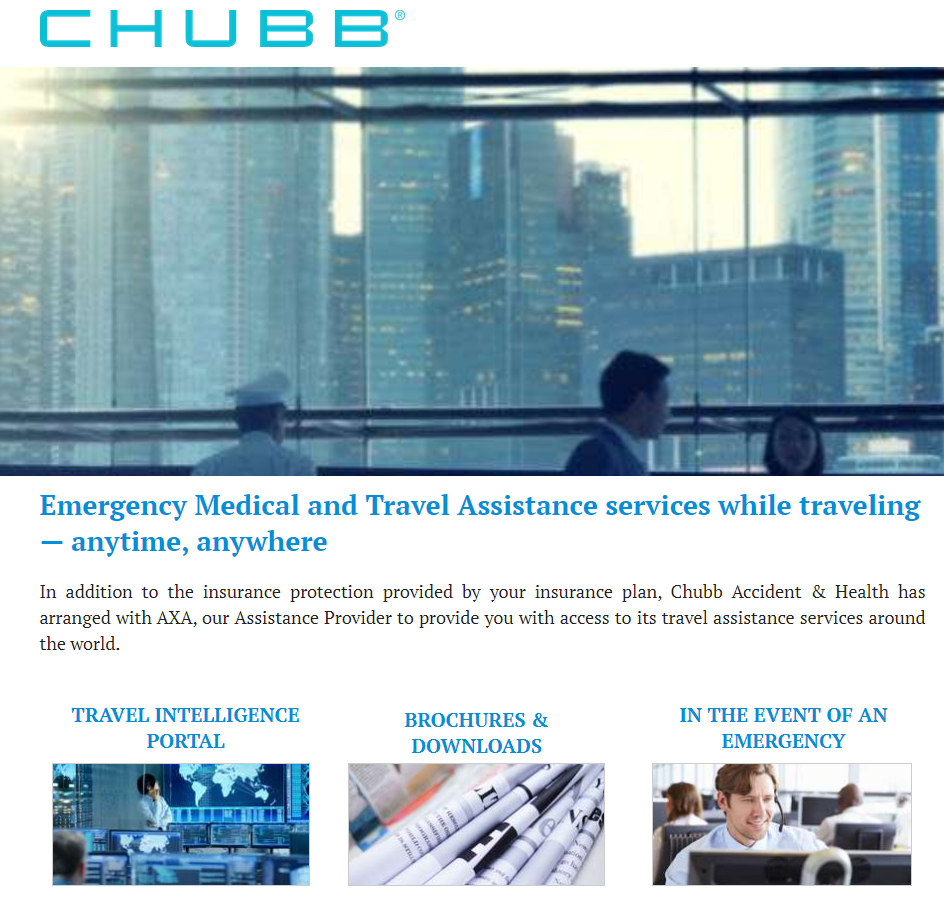 CHUBB®
Emergency Medical and Travel Assistance services while traveling
— anytime, anywhere
In addition to the insurance protection provided by your insurance plan, Chubb Accident & Health has
arranged with AXA, our Assistance Provider to provide you with access to its travel assistance services around
the world.
TRAVEL INTELLIGENCE
PORTAL
BROCHURES &
DOWNLOADS
IN THE EVENT OF AN
EMERGENCY